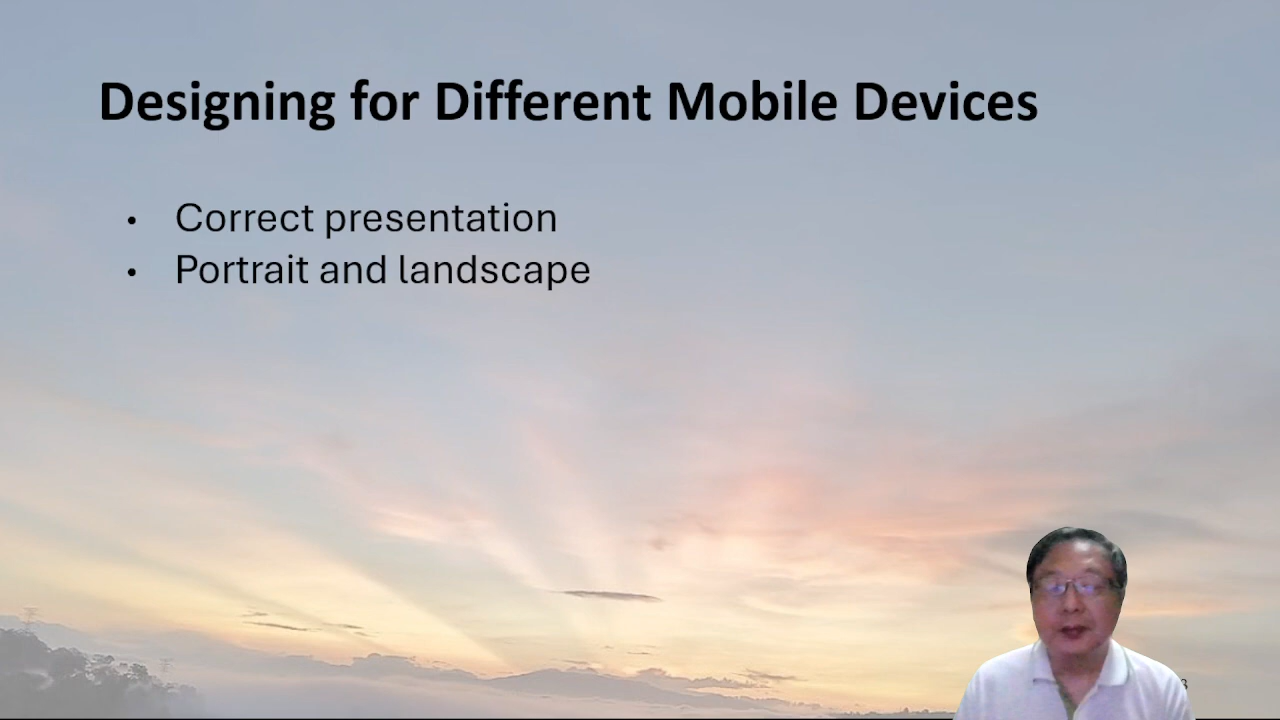 Designing for Different Mobile Devices
• Correct presentation
• Portrait and landscape